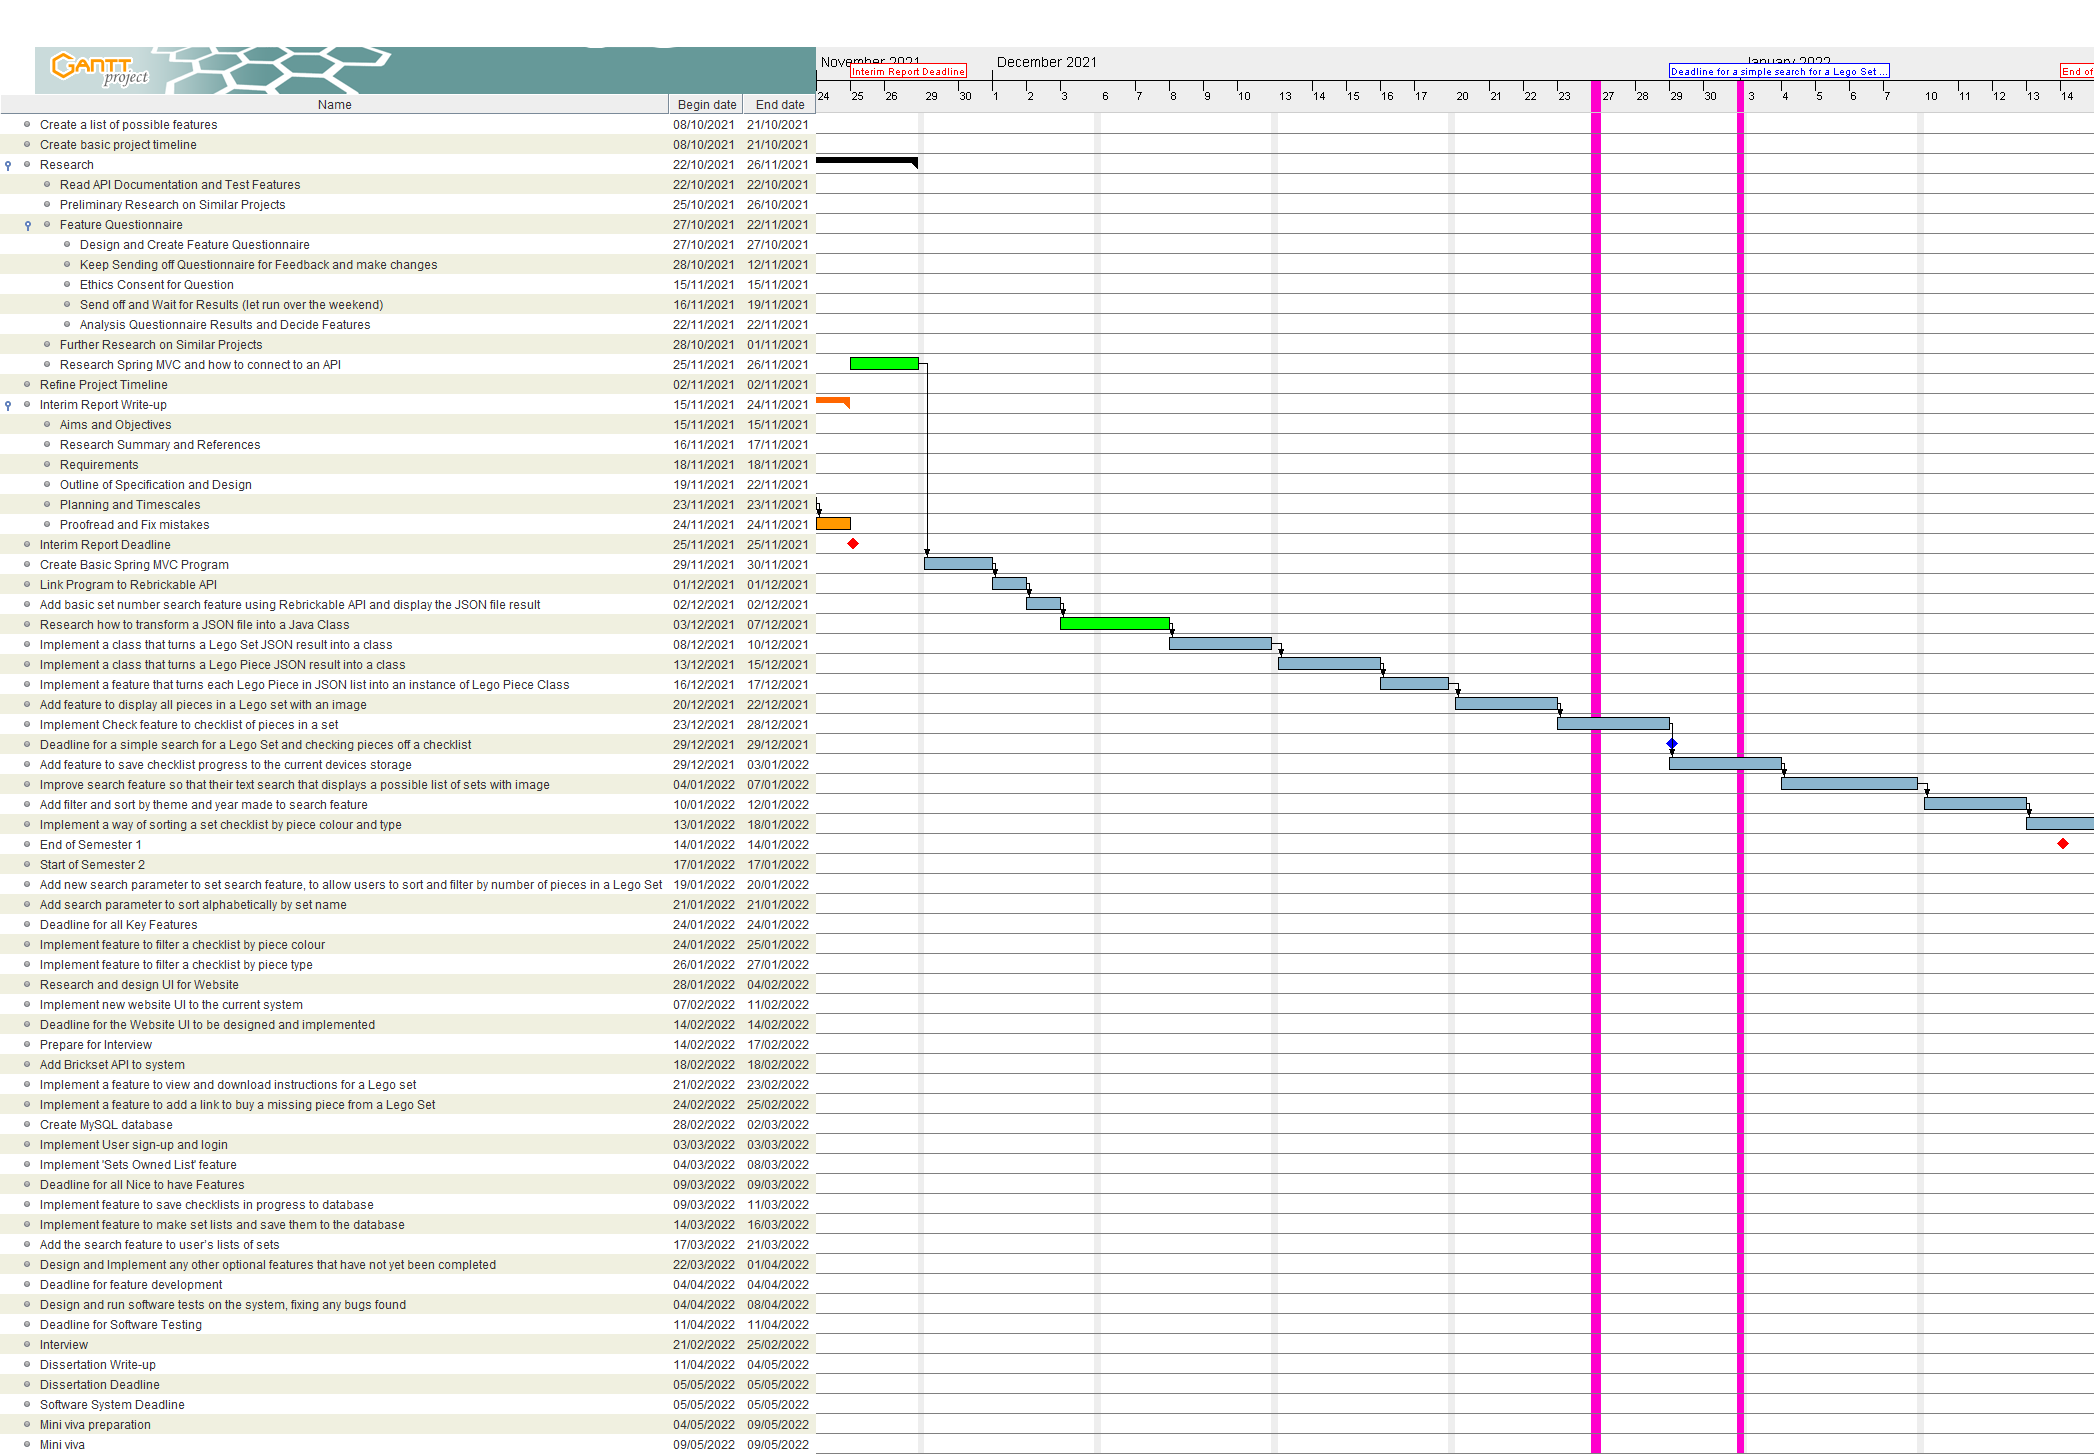 GANTT
project
November 2021
December 2021
January 2022
Interim Report Deadline
Deadline for a simple search for a Lego Set ...
End of
Name Begin date End date
24 25 26 29 30 1 2 3 6 7 8 9 10 13 14 15 16 17 20 21 22 23 27 28 29 30 3 4 5 6 7 10 11 12 13 14
Create a list of possible features 08/10/2021 21/10/2021
Create basic project timeline 08/10/2021 21/10/2021
Research 22/10/2021 26/11/2021
Read API Documentation and Test Features 22/10/2021 22/10/2021
Preliminary Research on Similar Projects 25/10/2021 26/10/2021
Feature Questionnaire 27/10/2021 22/11/2021
Design and Create Feature Questionnaire 27/10/2021 27/10/2021
Keep Sending off Questionnaire for Feedback and make changes 28/10/2021 12/11/2021
Ethics Consent for Question 15/11/2021 15/11/2021
Send off and Wait for Results (let run over the weekend) 16/11/2021 19/11/2021
Analysis Questionnaire Results and Decide Features 22/11/2021 22/11/2021
Further Research on Similar Projects 28/10/2021 01/11/2021
Research Spring MVC and how to connect to an API 25/11/2021 26/11/2021
Refine Project Timeline 02/11/2021 02/11/2021
Interim Report Write-up 15/11/2021 24/11/2021
Aims and Objectives 15/11/2021 15/11/2021
Research Summary and References 16/11/2021 17/11/2021
Requirements 18/11/2021 18/11/2021
Outline of Specification and Design 19/11/2021 22/11/2021
Planning and Timescales 23/11/2021 23/11/2021
Proofread and Fix mistakes 24/11/2021 24/11/2021
Interim Report Deadline 25/11/2021 25/11/2021
Create Basic Spring MVC Program 29/11/2021 30/11/2021
Link Program to Rebrickable API 01/12/2021 01/12/2021
Add basic set number search feature using Rebrickable API and display the JSON file result 02/12/2021 02/12/2021
Research how to transform a JSON file into a Java Class 03/12/2021 07/12/2021
Implement a class that turns a Lego Set JSON result into a class 08/12/2021 10/12/2021
Implement a class that turns a Lego Piece JSON result into a class 13/12/2021 15/12/2021
Implement a feature that turns each Lego Piece in JSON list into an instance of Lego Piece Class 16/12/2021 17/12/2021
Add feature to display all pieces in a Lego set with an image 20/12/2021 22/12/2021
Implement Check feature to checklist of pieces in a set 23/12/2021 28/12/2021
Deadline for a simple search for a Lego Set and checking pieces off a checklist 29/12/2021 29/12/2021
Add feature to save checklist progress to the current devices storage 29/12/2021 03/01/2022
Improve search feature so that their text search that displays a possible list of sets with image 04/01/2022 07/01/2022
Add filter and sort by theme and year made to search feature 10/01/2022 12/01/2022
Implement a way of sorting a set checklist by piece colour and type 13/01/2022 18/01/2022
End of Semester 1 14/01/2022 14/01/2022
Start of Semester 2 17/01/2022 17/01/2022
Add new search parameter to set search feature, to allow users to sort and filter by number of pieces in a Lego Set 19/01/2022 20/01/2022
Add search parameter to sort alphabetically by set name 21/01/2022 21/01/2022
Deadline for all Key Features 24/01/2022 24/01/2022
Implement feature to filter a checklist by piece colour 24/01/2022 25/01/2022
Implement feature to filter a checklist by piece type 26/01/2022 27/01/2022
Research and design UI for Website 28/01/2022 04/02/2022
Implement new website UI to the current system 07/02/2022 11/02/2022
Deadline for the Website UI to be designed and implemented 14/02/2022 14/02/2022
Prepare for Interview 14/02/2022 17/02/2022
Add Brickset API to system 18/02/2022 18/02/2022
Implement a feature to view and download instructions for a Lego set 21/02/2022 23/02/2022
Implement a feature to add a link to buy a missing piece from a Lego Set 24/02/2022 25/02/2022
Create MySQL database 28/02/2022 02/03/2022
Implement User sign-up and login 03/03/2022 03/03/2022
Implement 'Sets Owned List' feature 04/03/2022 08/03/2022
Deadline for all Nice to have Features 09/03/2022 09/03/2022
Implement feature to save checklists in progress to database 09/03/2022 11/03/2022
Implement feature to make set lists and save them to the database 14/03/2022 16/03/2022
Add the search feature to user's lists of sets 17/03/2022 21/03/2022
Design and Implement any other optional features that have not yet been completed 22/03/2022 01/04/2022
Deadline for feature development 04/04/2022 04/04/2022
Design and run software tests on the system, fixing any bugs found 04/04/2022 08/04/2022
Deadline for Software Testing 11/04/2022 11/04/2022
Interview 21/02/2022 25/02/2022
Dissertation Write-up 11/04/2022 04/05/2022
Dissertation Deadline 05/05/2022 05/05/2022
Software System Deadline 05/05/2022 05/05/2022
Mini viva preparation 04/05/2022 09/05/2022
Mini viva 09/05/2022 09/05/2022